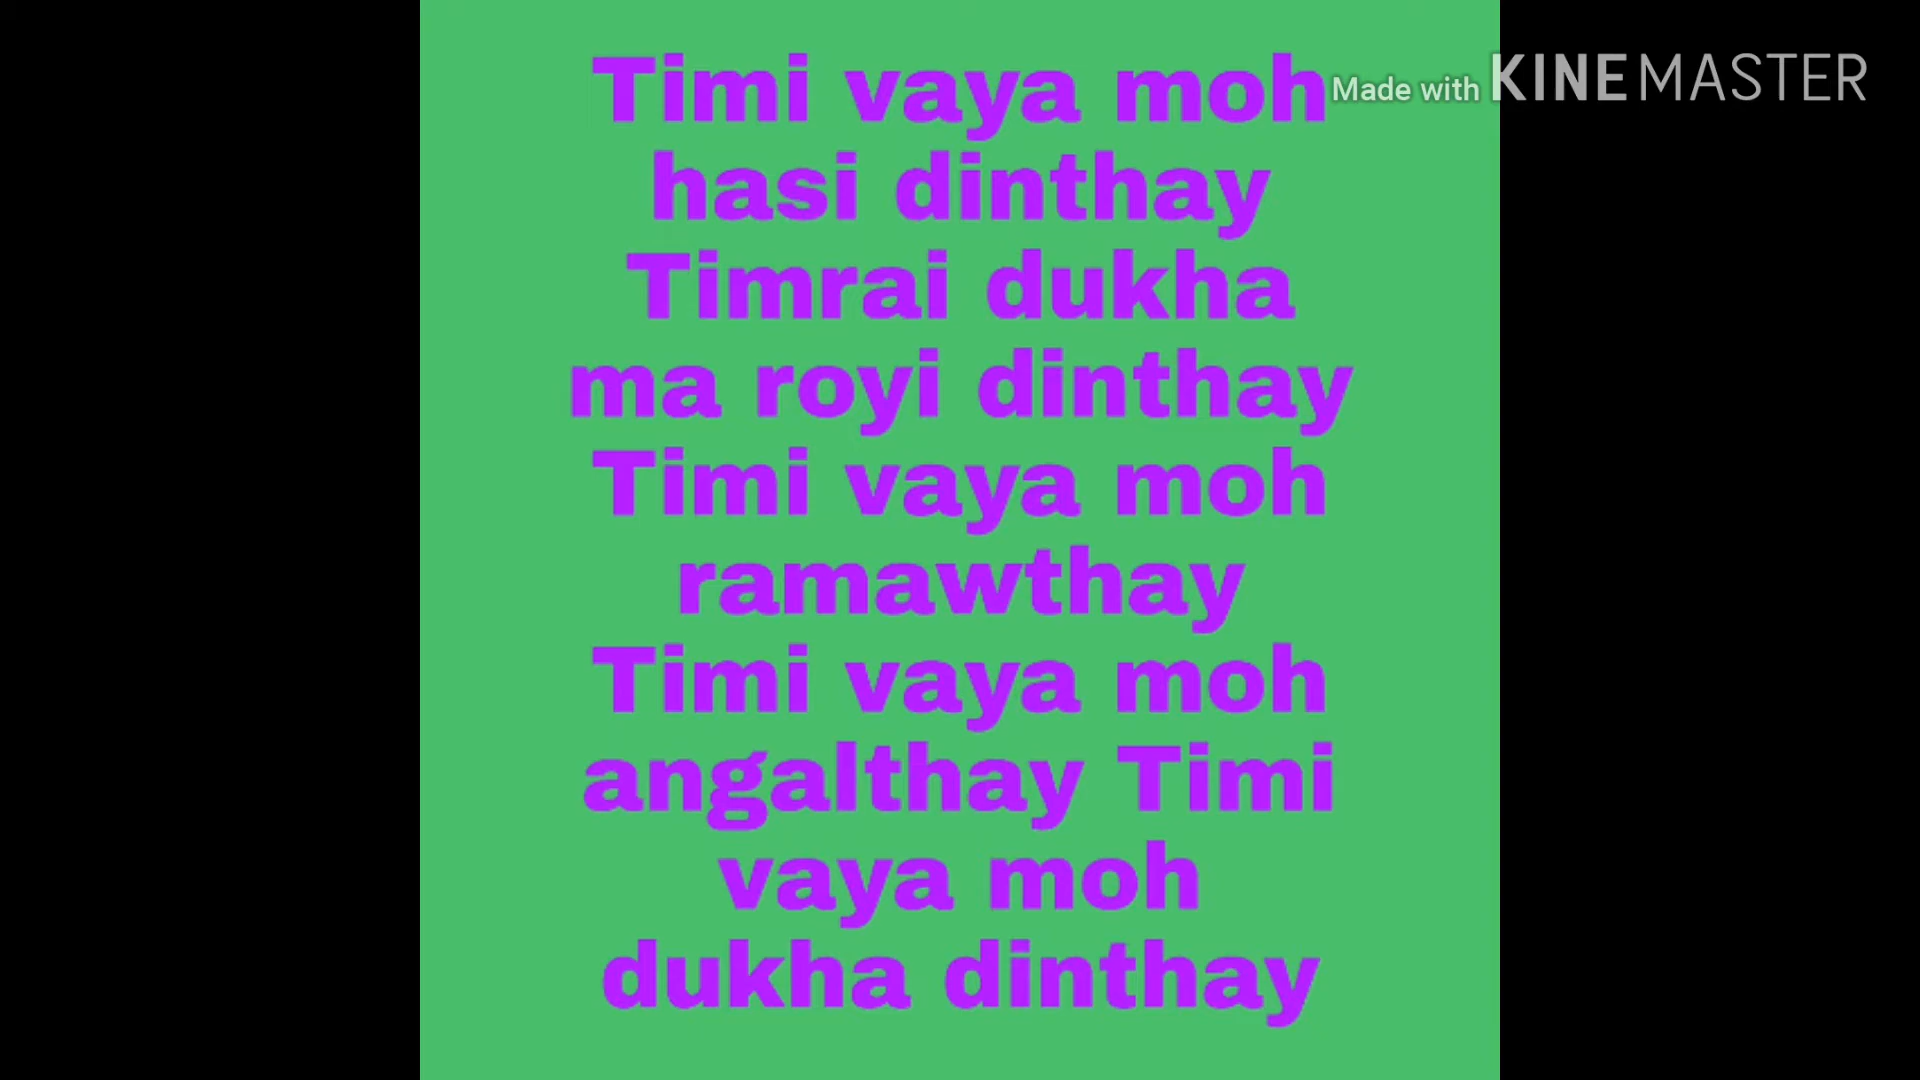 Timi vaya moh
Made with KINEMASTER
hasi dinthay
Timrai dukha
ma royi dinthay
Timi vaya moh
ramawthay
Timi vaya moh
angalthay Timi
vaya moh
dukha dinthay